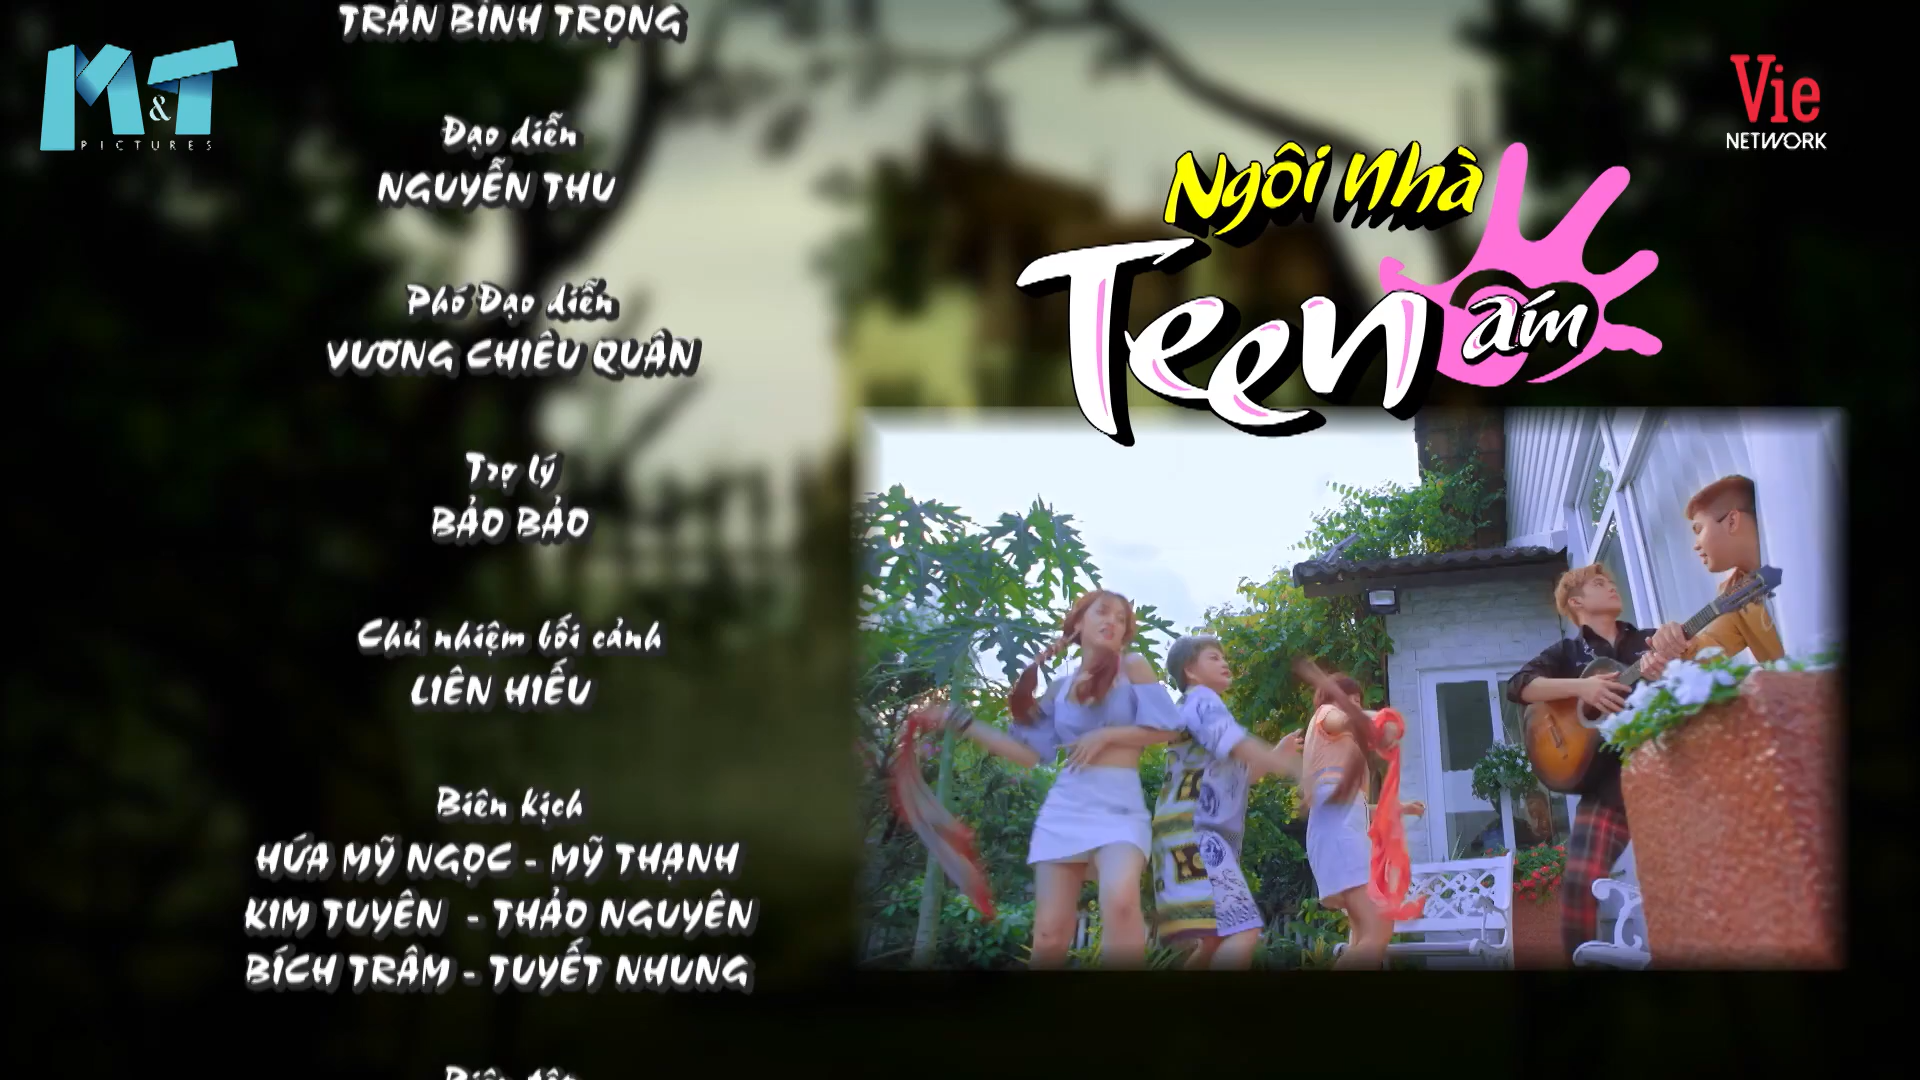 TRẦN BÌNH TRỌNG
M&T
PICTURES
Vie
NETWORK
Đạo diễn
NGUYỄN THU
Ngôi nhà
Teen ấm
Phó Đạo diễn
VƯƠNG CHIÊU QUÂN
Trợ lý
BẢO BẢO
Chủ nhiệm bối cảnh
LIÊN HIẾU
Biên kịch
HỨA MỸ NGỌC - MỸ THẠNH
KIM TUYÊN - THẢO NGUYÊN
BÍCH TRÂM - TUYẾT NHUNG